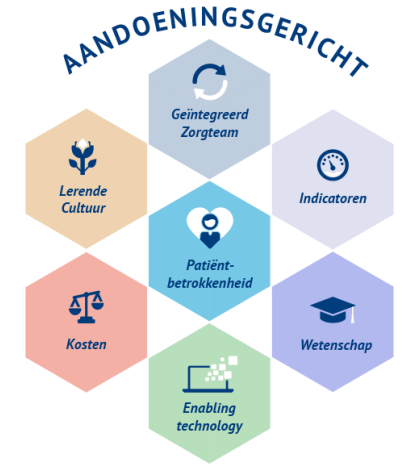 AANDOENINGSGERICHT
Geïntegreerd
Zorgteam
Lerende
Cultuur
Indicatoren
Patiënt-
betrokkenheid
Kosten
Wetenschap
Enabling
technology